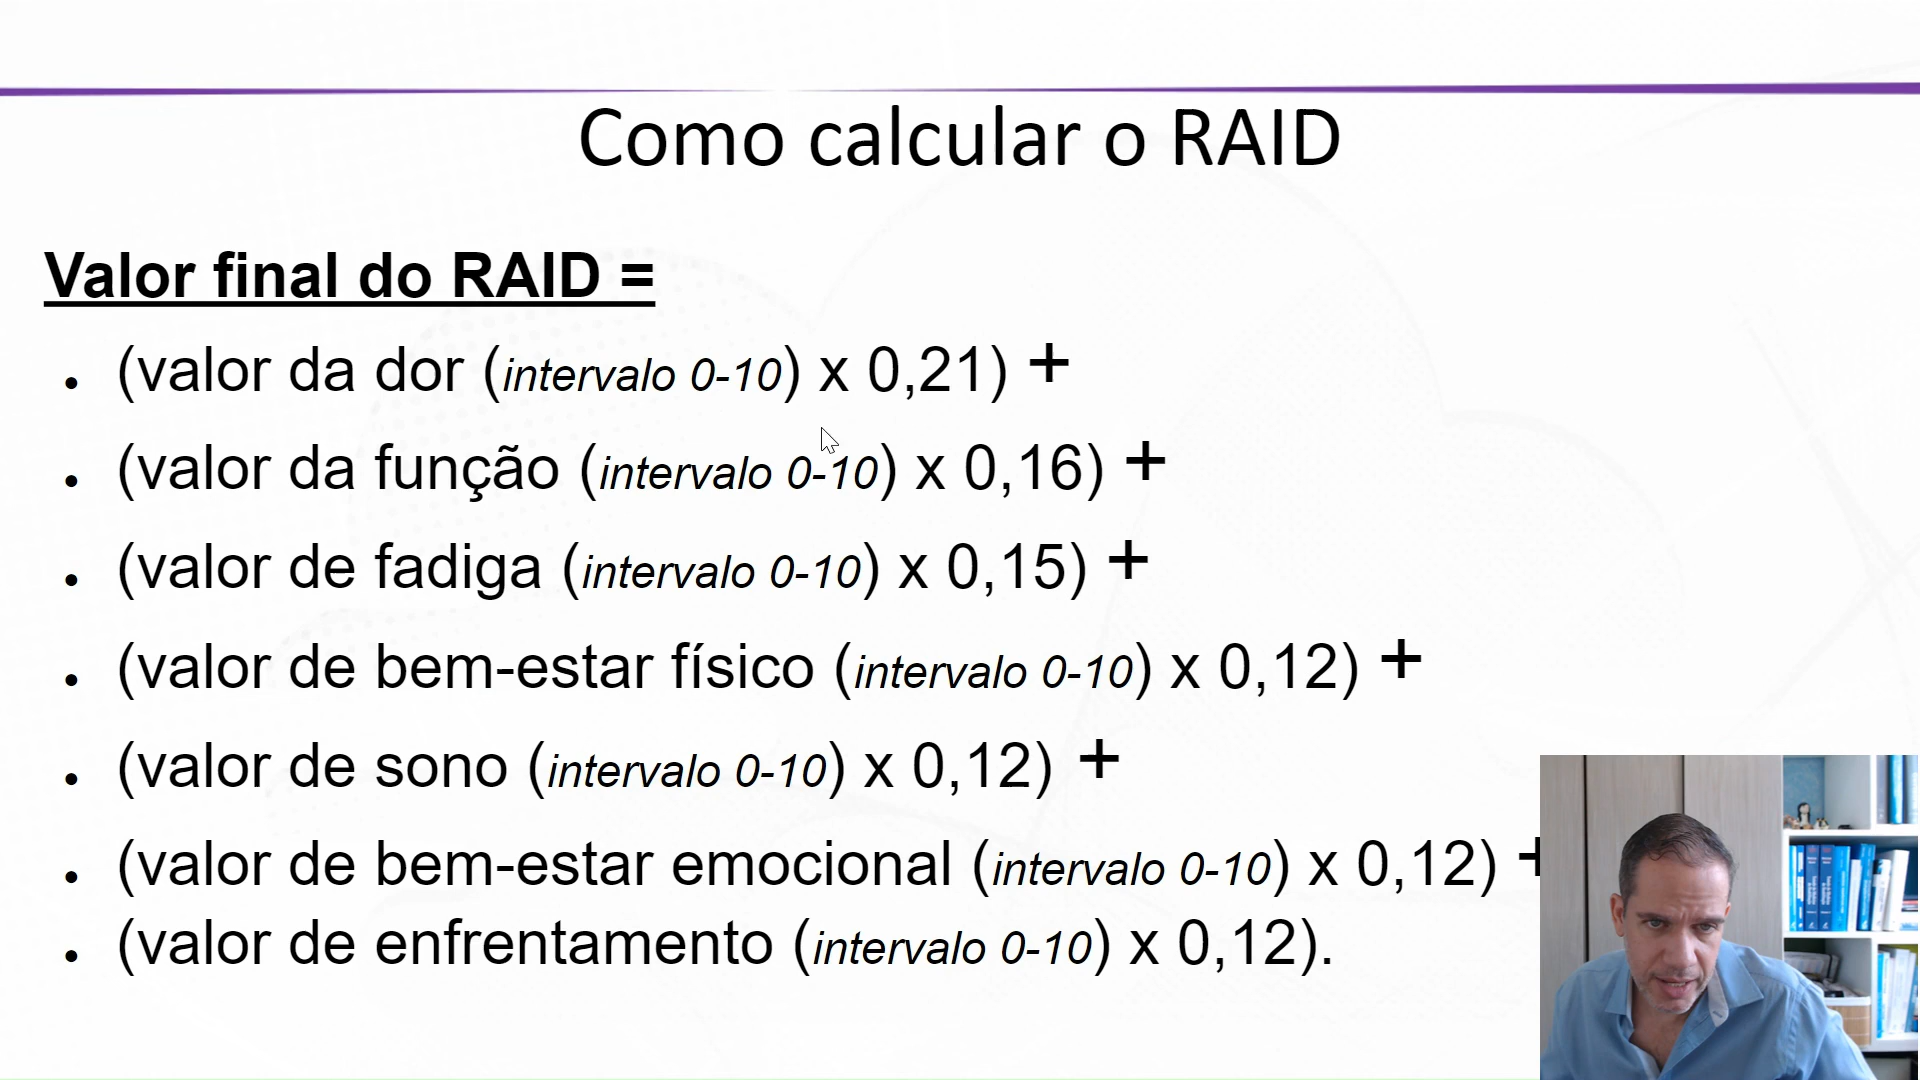 Como calcular o RAID
Valor final do RAID =
• (valor da dor (intervalo 0-10) x 0,21) +
• (valor da função (intervalo 0-10) x 0,16) +
• (valor de fadiga (intervalo 0-10) x 0,15) +
• (valor de bem-estar físico (intervalo 0-10) x 0,12) +
• (valor de sono (intervalo 0-10) x 0,12) +
• (valor de bem-estar emocional (intervalo 0-10) x 0,12) +
• (valor de enfrentamento (intervalo 0-10) x 0,12).